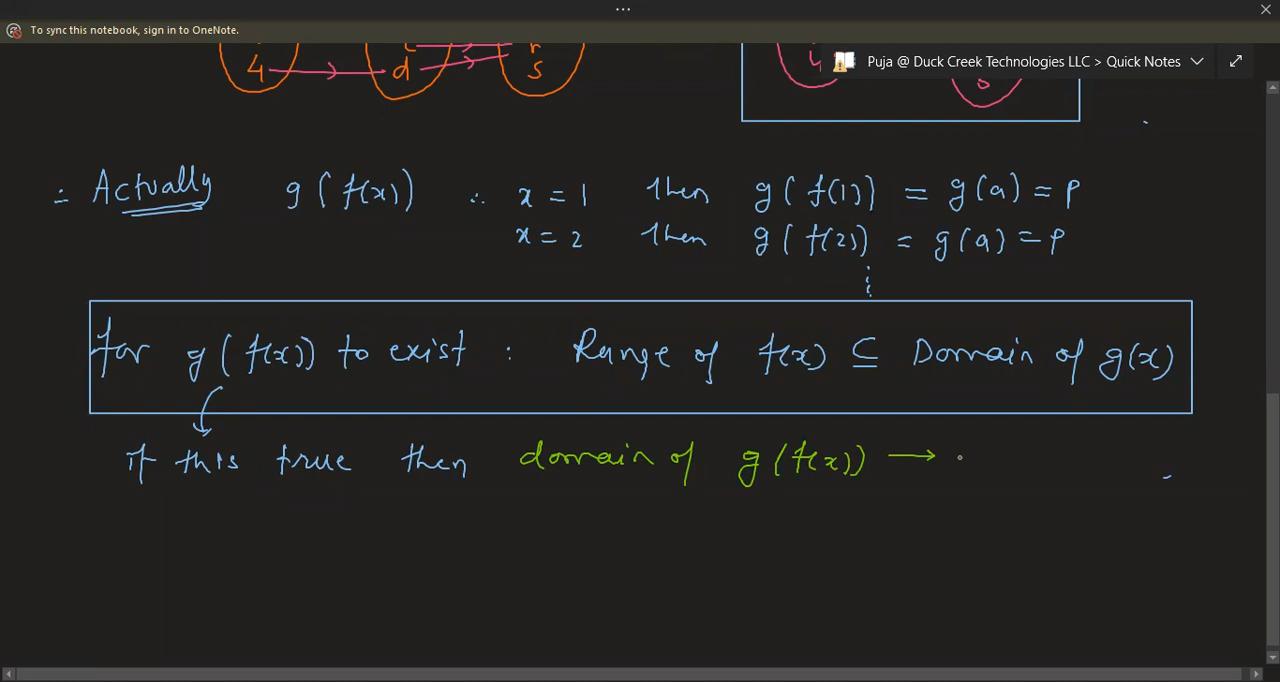 To sync this notebook, sign in to OneNote.
Puja @ Duck Creek Technologies LLC > Quick Notes
4 d s
= Actually g(f(x)) ∴ x = 1 then g(f(1)) = g(a) = p
x = 2 then g(f(2)) = g(a) = p
for g(f(x)) to exist : Range of f(x) ⊆ Domain of g(x)
if this true then domain of g(f(x)) →